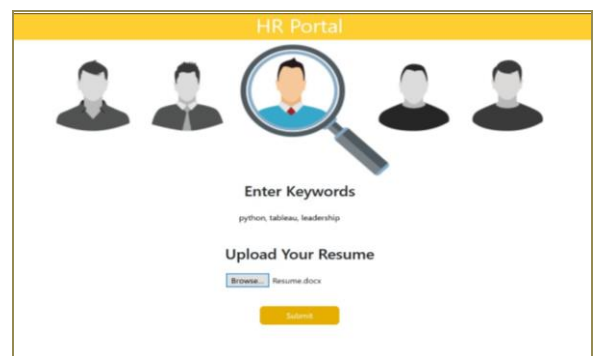 HR Portal
Enter Keywords
python, tableau, leadership
Upload Your Resume
Browse... Resume.docx
Submit